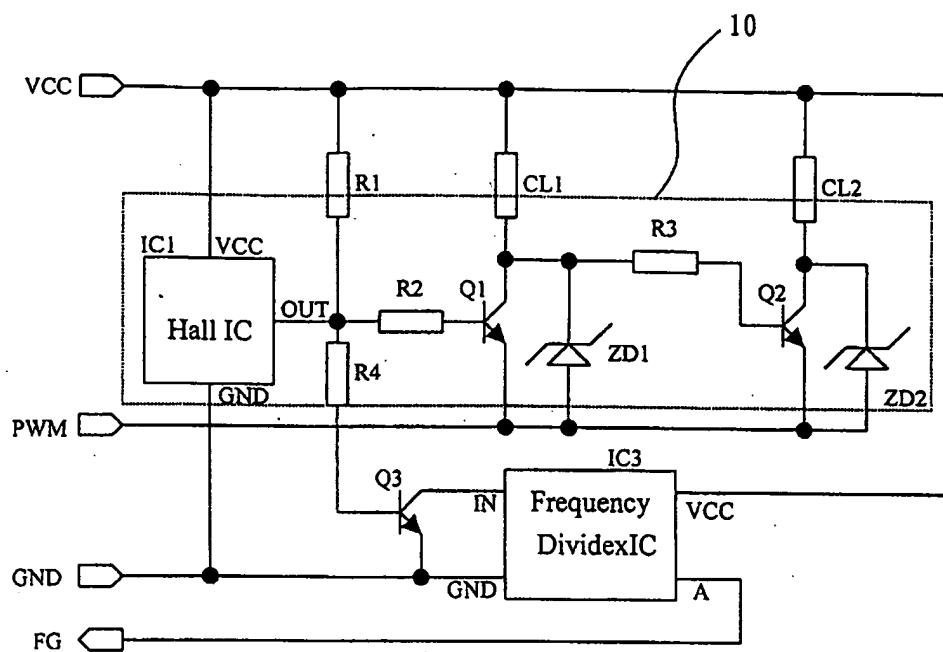 10
VCC
R1
CL1
CL2
R3
IC1
VCC
OUT
R2
Q1
Q2
Hall IC
R4
ZD1
GND
ZD2
PWM
IC3
Q3
IN
Frequency
VCC
DividexIC
GND
GND
A
FG